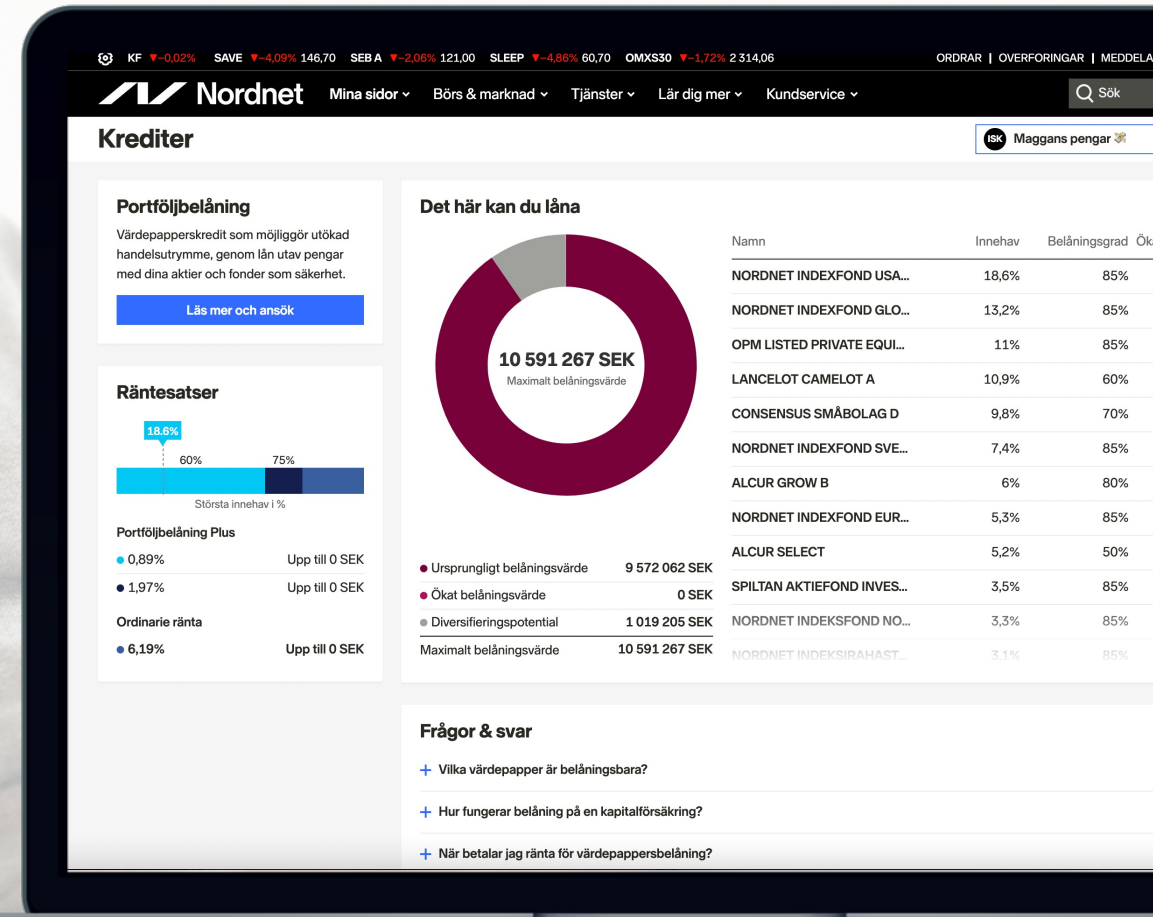 KF ▼−0,02% SAVE ▼−4,09% 146,70 SEB A ▼−2,06% 121,00 SLEEP ▼−4,86% 60,70 OMXS30 ▼−1,72% 2 314,06 ORDRAR | OVERFORINGAR | MEDDELA
Nordnet Mina sidor Börs & marknad Tjänster Lär dig mer Kundservice Sök
Krediter
ISK Maggans pengar 💸
Portföljbelåning
Värdepapperskredit som möjliggör utökad
handelsutrymme, genom lån utav pengar
med dina aktier och fonder som säkerhet.
Läs mer och ansök
Räntesatser
18.6%
60% 75%
Största innehav i %
Portföljbelåning Plus
0,89% Upp till 0 SEK
1,97% Upp till 0 SEK
Ordinarie ränta
6,19% Upp till 0 SEK
Det här kan du låna
10 591 267 SEK
Maximalt belåningsvärde
Ursprungligt belåningsvärde 9 572 062 SEK
Ökat belåningsvärde 0 SEK
Diversifieringspotential 1 019 205 SEK
Maximalt belåningsvärde 10 591 267 SEK
Namn Innehav Belåningsgrad Öka
NORDNET INDEXFOND USA... 18,6% 85%
NORDNET INDEXFOND GLO... 13,2% 85%
OPM LISTED PRIVATE EQUI... 11% 85%
LANCELOT CAMELOT A 10,9% 60%
CONSENSUS SMÅBOLAG D 9,8% 70%
NORDNET INDEXFOND SVE... 7,4% 85%
ALCUR GROW B 6% 80%
NORDNET INDEXFOND EUR... 5,3% 85%
ALCUR SELECT 5,2% 50%
SPILTAN AKTIEFOND INVES... 3,5% 85%
NORDNET INDEKSFOND NO... 3,3% 85%
NORDNET INDEKSIRAHAST... 3,1% 85%
Frågor & svar
+ Vilka värdepapper är belåningsbara?
+ Hur fungerar belåning på en kapitalförsäkring?
+ När betalar jag ränta för värdepappersbelåning?